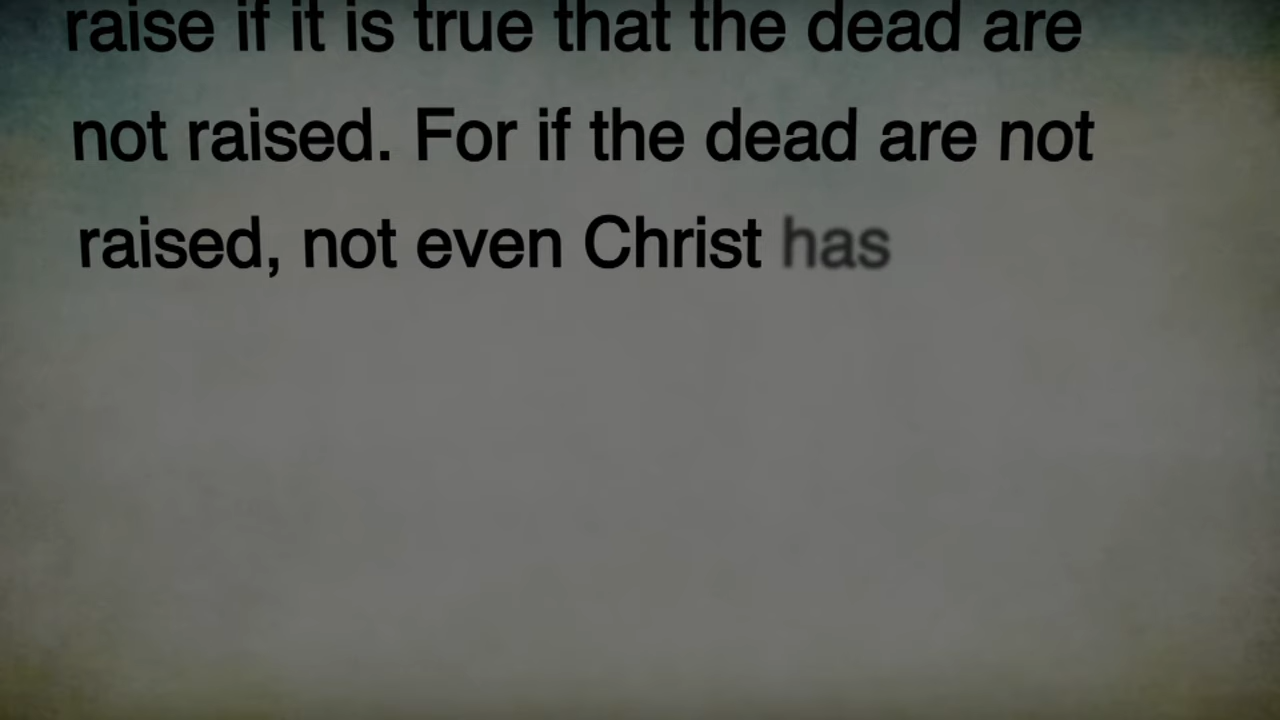 raise if it is true that the dead are
not raised. For if the dead are not
raised, not even Christ has